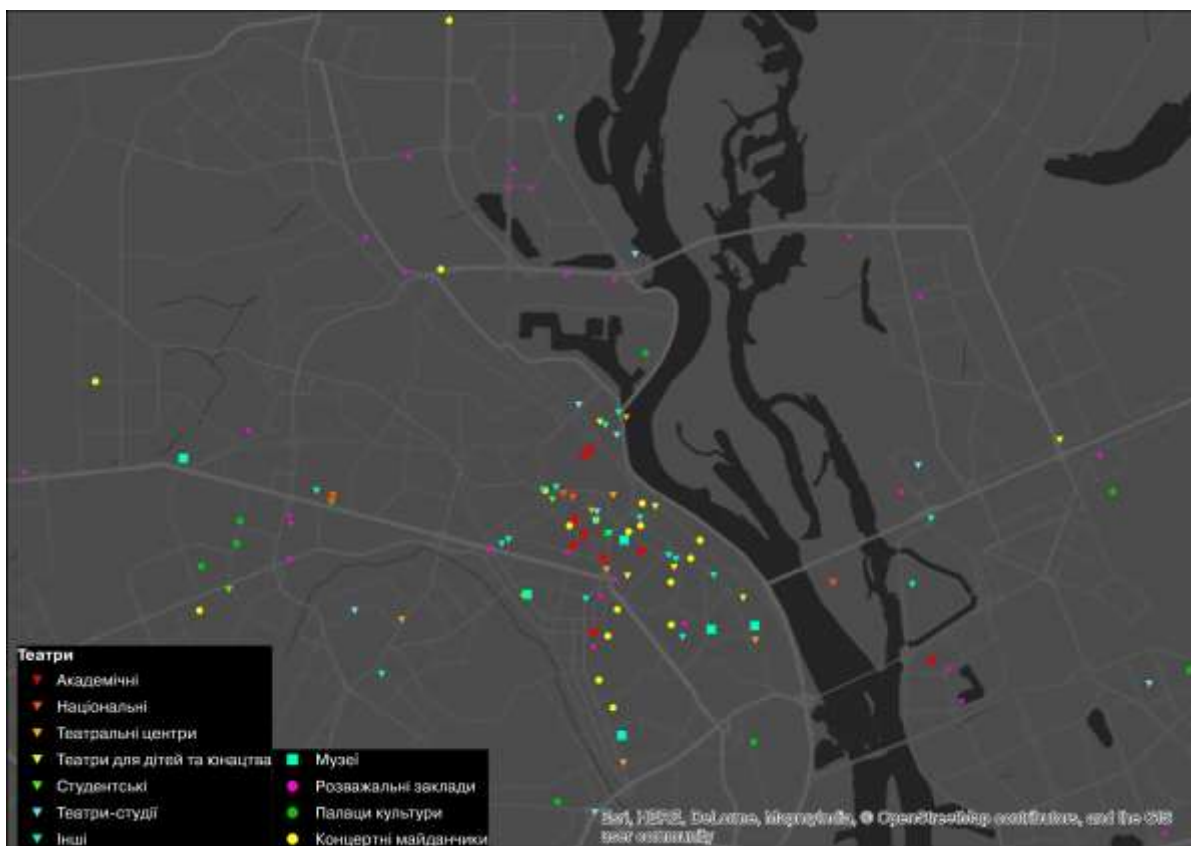 Театри
Академічні
Національні
Театральні центри
Театри для дітей та юнацтва
Студентські
Театри-студії
Інші
Музеї
Розважальні заклади
Палаци культури
Концертні майданчики
Esri, HERE, DeLorme, MapmyIndia, © OpenStreetMap contributors, and the GIS
user community